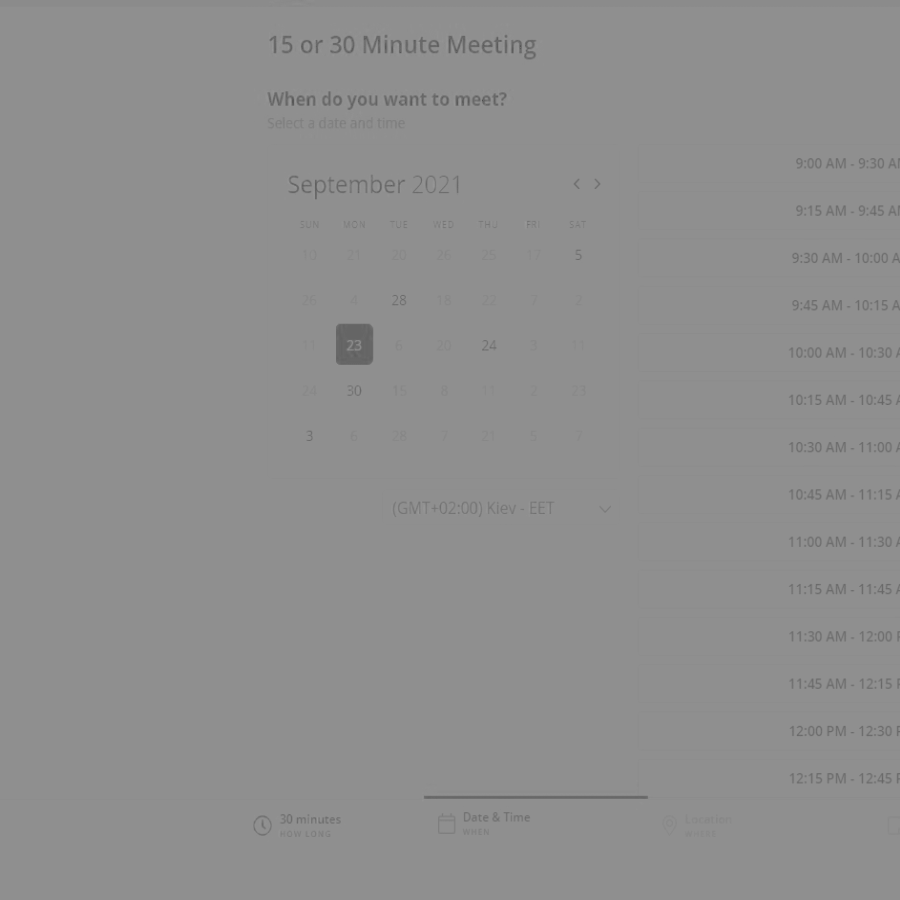 15 or 30 Minute Meeting
When do you want to meet?
Select a date and time
September 2021
SUN MON TUE WED THU FRI SAT
10 21 20 26 25 12 5
26 4 28 18 22 1 2
11 23 6 20 24 3 11
24 30 15 8 11 2 23
3 6 28 7 21 5 7
(GMT+02:00) Kiev - EET
9:00 AM - 9:30 A
9:15 AM - 9:45 A
9:30 AM - 10:00 A
9:45 AM - 10:15 A
10:00 AM - 10:30 A
10:15 AM - 10:45 A
10:30 AM - 11:00 A
10:45 AM - 11:15 A
11:00 AM - 11:30 A
11:15 AM - 11:45 A
11:30 AM - 12:00 P
11:45 AM - 12:15 P
12:00 PM - 12:30 P
12:15 PM - 12:45 P
30 minutes
HOW LONG
Date & Time
WHEN
Location
WHERE